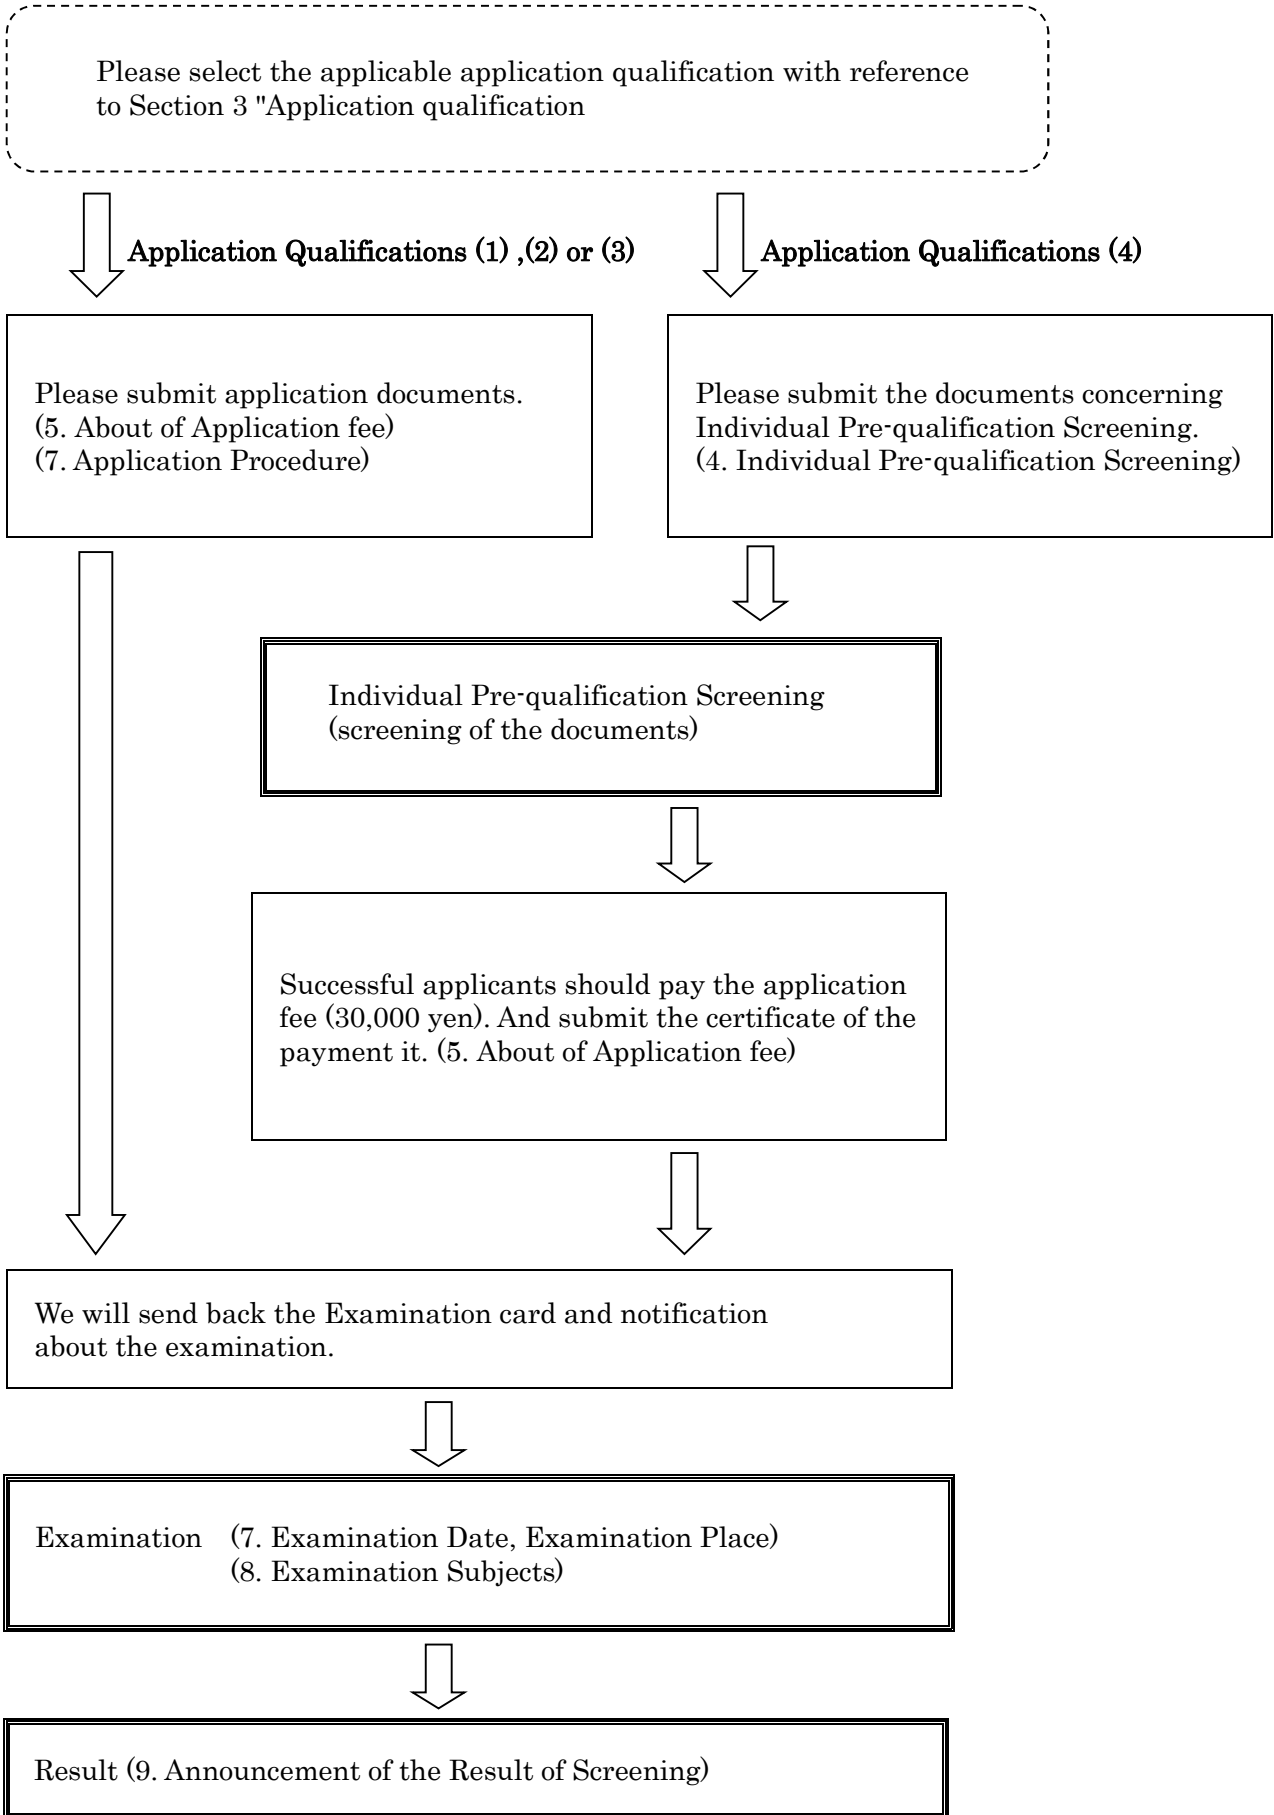 Please select the applicable application qualification with reference
to Section 3 "Application qualification
Application Qualifications (1) ,(2) or (3)
Application Qualifications (4)
Please submit application documents.
(5. About of Application fee)
(7. Application Procedure)
Please submit the documents concerning
Individual Pre-qualification Screening.
(4. Individual Pre-qualification Screening)
Individual Pre-qualification Screening
(screening of the documents)
Successful applicants should pay the application
fee (30,000 yen). And submit the certificate of the
payment it. (5. About of Application fee)
We will send back the Examination card and notification
about the examination.
Examination (7. Examination Date, Examination Place)
(8. Examination Subjects)
Result (9. Announcement of the Result of Screening)